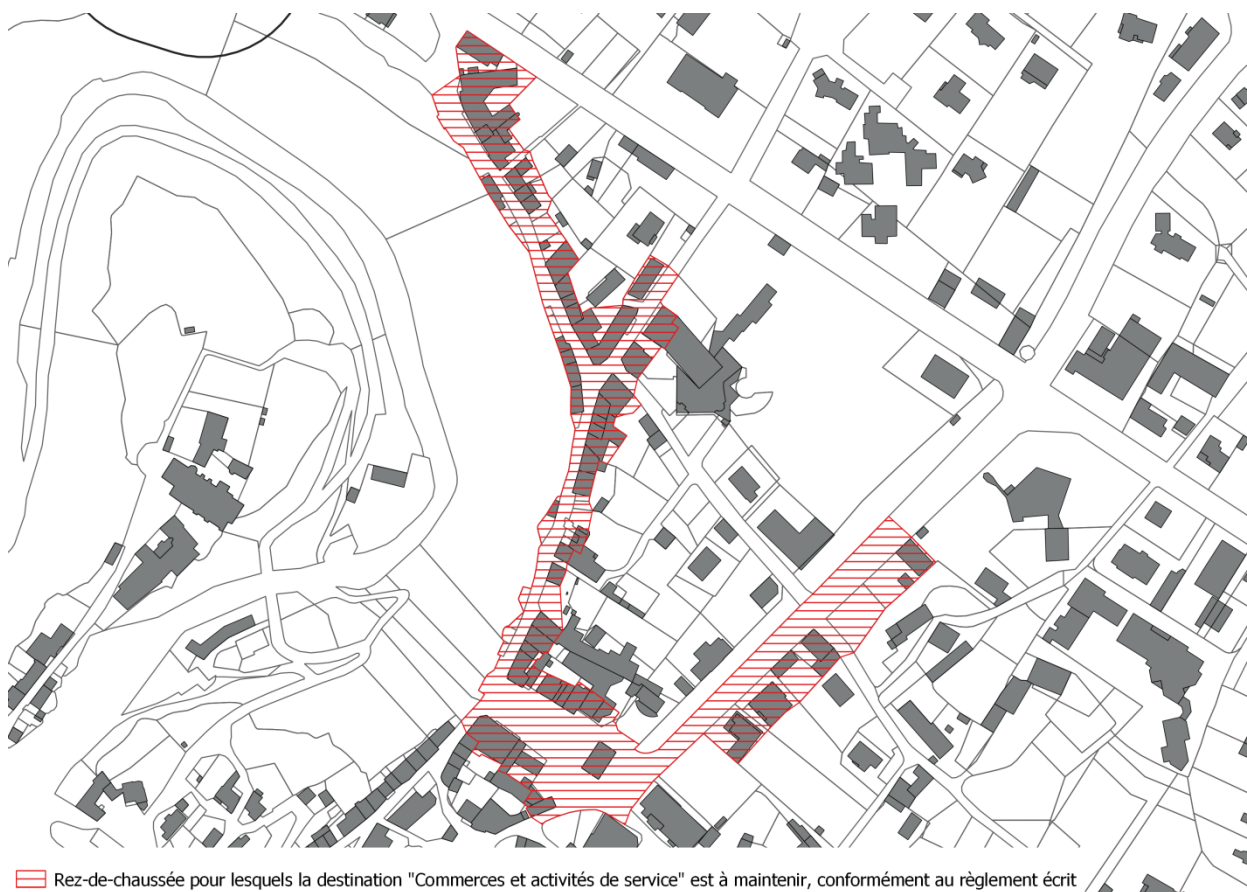 Rez-de-chaussée pour lesquels la destination "Commerces et activités de service" est à maintenir, conformément au règlement écrit